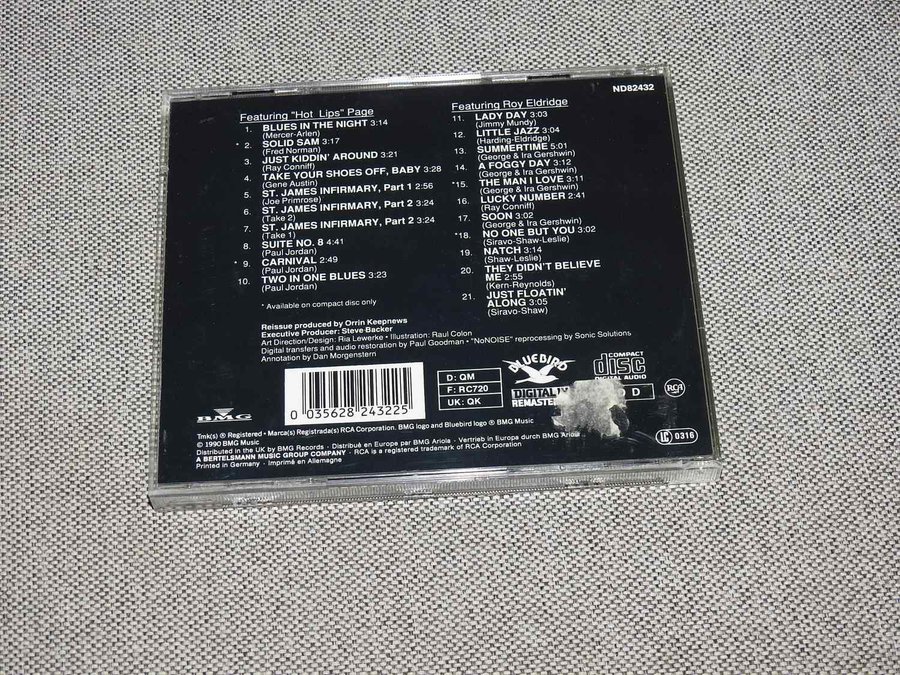 ND82432
Featuring "Hot Lips" Page
1. BLUES IN THE NIGHT 3:14
(Mercer-Arlen)
* 2. SOLID SAM 3:17
(Fred Norman)
3. JUST KIDDIN' AROUND 3:21
(Ray Conniff)
4. TAKE YOUR SHOES OFF, BABY 3:28
(Gene Austin)
5. ST. JAMES INFIRMARY, Part 1 2:56
(Joe Primrose)
6. ST. JAMES INFIRMARY, Part 2 3:24
(Take 2)
7. ST. JAMES INFIRMARY, Part 2 3:24
(Take 1)
8. SUITE NO. 8 4:41
(Paul Jordan)
* 9. CARNIVAL 2:49
(Paul Jordan)
10. TWO IN ONE BLUES 3:23
(Paul Jordan)
Featuring Roy Eldridge
11. LADY DAY 3:03
(Jimmy Mundy)
12. LITTLE JAZZ 3:04
(Harding-Eldridge)
13. SUMMERTIME 5:01
(George & Ira Gershwin)
14. A FOGGY DAY 3:12
(George & Ira Gershwin)
*15. THE MAN I LOVE 3:11
(George & Ira Gershwin)
16. LUCKY NUMBER 2:41
(Ray Conniff)
17. SOON 3:02
(George & Ira Gershwin)
*18. NO ONE BUT YOU 3:02
(Siravo-Shaw-Leslie)
19. NATCH 3:14
(Shaw-Leslie)
20. THEY DIDN'T BELIEVE
ME 2:55
(Kern-Reynolds)
21. JUST FLOATIN'
ALONG 3:05
(Siravo-Shaw)
* Available on compact disc only
Reissue produced by Orrin Keepnews
Executive Producer: Steve Backer
Art Direction/Design: Ria Lewerke • Illustration: Raul Colon
Digital transfers and audio restoration by Paul Goodman • "NoNOISE" reprocessing by Sonic Solutions
Annotation by Dan Morgenstern
BMG
0 035628 243225
D: QM
F: RC720
UK: QK
BLUEBIRD
DIGITALLY
REMASTERED
COMPACT
disc
DIGITAL AUDIO
D
RCA
LC 0316
Tmk(s) ® Registered • Marca(s) Registrada(s) RCA Corporation. BMG logo and Bluebird logo ® BMG Music
© 1990 BMG Music
Distributed in the UK by BMG Records • Distribué en Europe par BMG Ariola • Vertrieb in Europa durch BMG Ariola •
A BERTELSMANN MUSIC GROUP COMPANY • RCA is a registered trademark of RCA Corporation
Printed in Germany • Imprimé en Allemagne